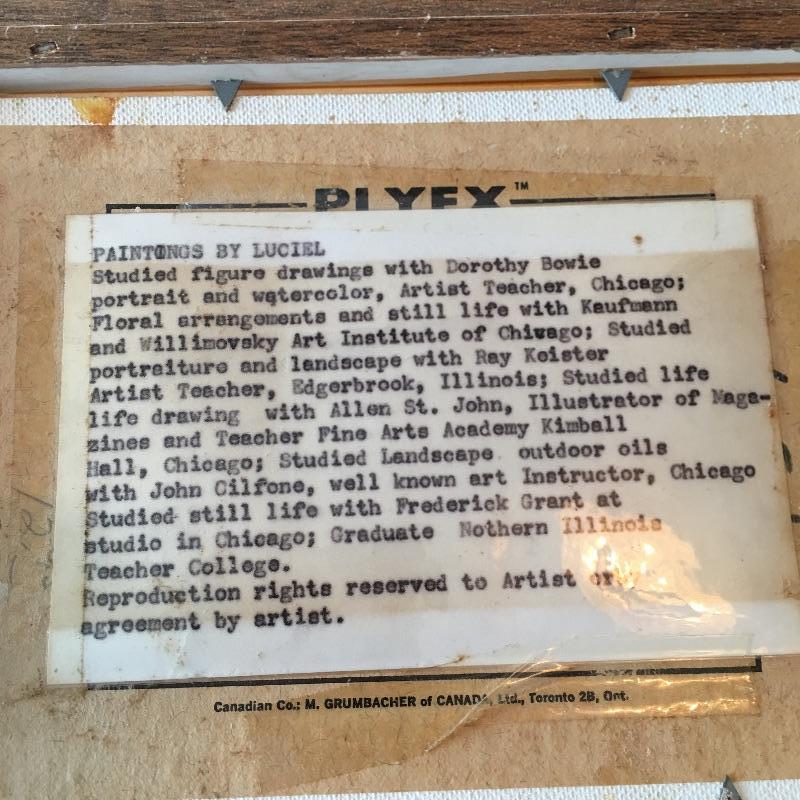 PLYEX™
PAINTONGS BY LUCIEL
Studied figure drawings with Dorothy Bowie
portrait and watercolor, Artist Teacher, Chicago;
Floral arrangements and still life with Kaufmann
and Willimovsky Art Institute of Chivago; Studied
portraiture and landscape with Ray Keister
Artist Teacher, Edgerbrook, Illinois; Studied life
life drawing with Allen St. John, Illustrator of Maga-
zines and Teacher Fine Arts Academy Kimball
Hall, Chicago; Studied Landscape outdoor oils
with John Gilfone, well known art Instructor, Chicago
Studied still life with Frederick Grant at
studio in Chicago; Graduate Nothern Illinois
Teacher College.
Reproduction rights reserved to Artist or
agreement by artist.
Canadian Co.: M. GRUMBACHER of CANADA, Ltd., Toronto 2B, Ont.